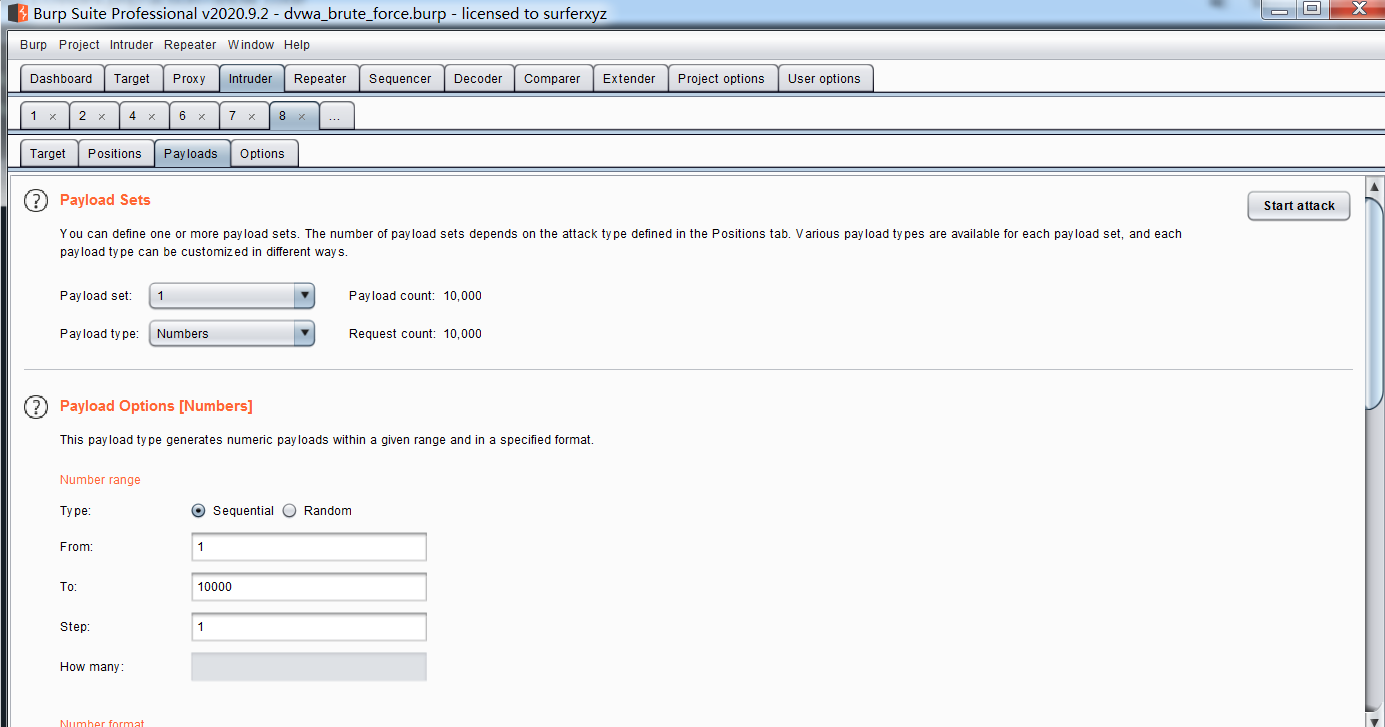 Burp Suite Professional v2020.9.2 - dvwa_brute_force.burp - licensed to surferxyz
Burp Project Intruder Repeater Window Help
Dashboard Target Proxy Intruder Repeater Sequencer Decoder Comparer Extender Project options User options
1 × 2 × 4 × 6 × 7 × 8 × ...
Target Positions Payloads Options
? Payload Sets Start attack
You can define one or more payload sets. The number of payload sets depends on the attack type defined in the Positions tab. Various payload types are available for each payload set, and each
payload type can be customized in different ways.
Payload set: 1 Payload count: 10,000
Payload type: Numbers Request count: 10,000
? Payload Options [Numbers]
This payload type generates numeric payloads within a given range and in a specified format.
Number range
Type: Sequential Random
From: 1
To: 10000
Step: 1
How many:
Number format